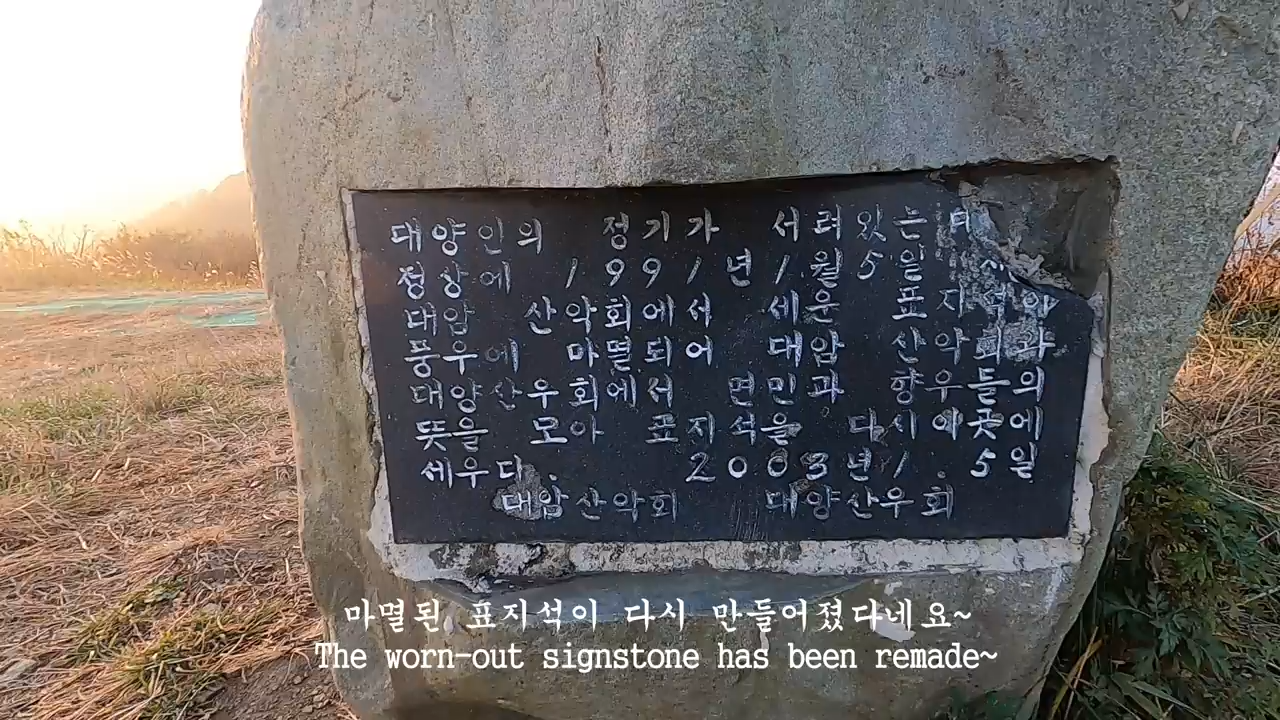 대양인의 정기가 서려있는
정상에 1991년1월5일
대암 산악회에서 세운 표지석이
풍우에 마멸되어 대암 산악회과
대양산우회에서 면민과 향우들의
뜻을 모아 표지석을 다시이곳에
세우다. 2003년1.5일
대암산악회 대양산우회
마멸된 표지석이 다시 만들어졌다네요~
The worn-out signstone has been remade~